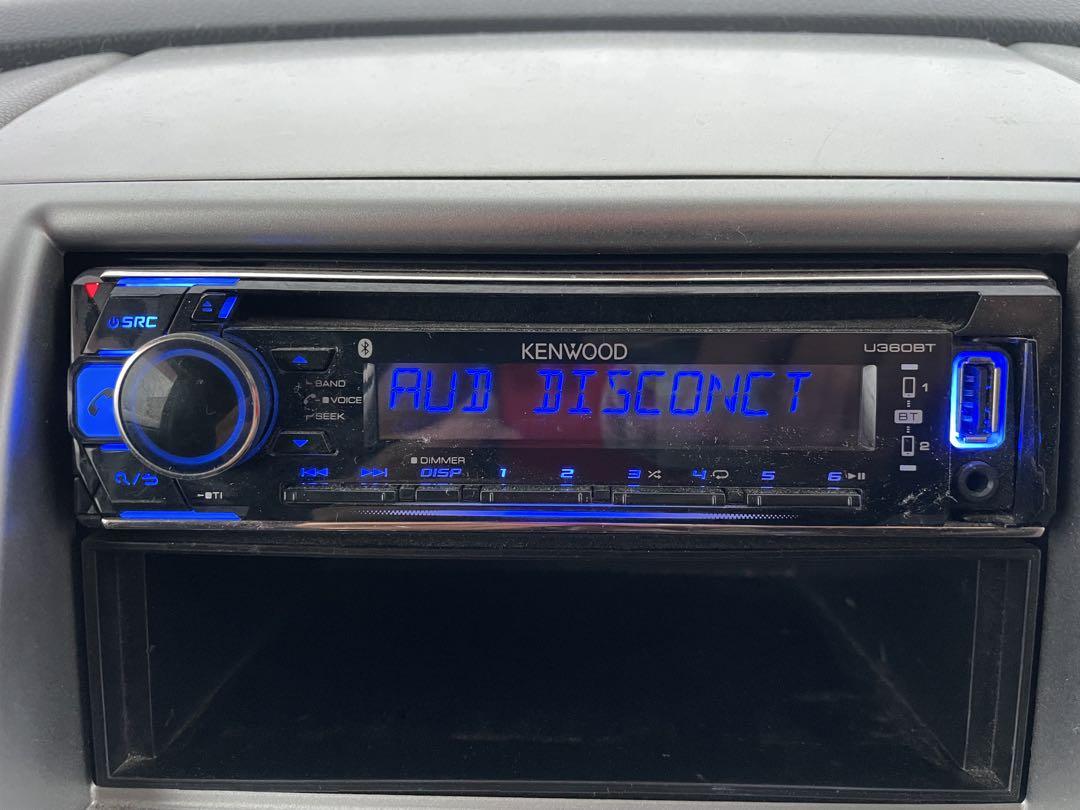 SRC
KENWOOD
U360BT
BAND
VOICE
SEEK
AUD DISCONCT
1
BT
2
DIMMER
DISP
1 2 3 4 5 6
TI